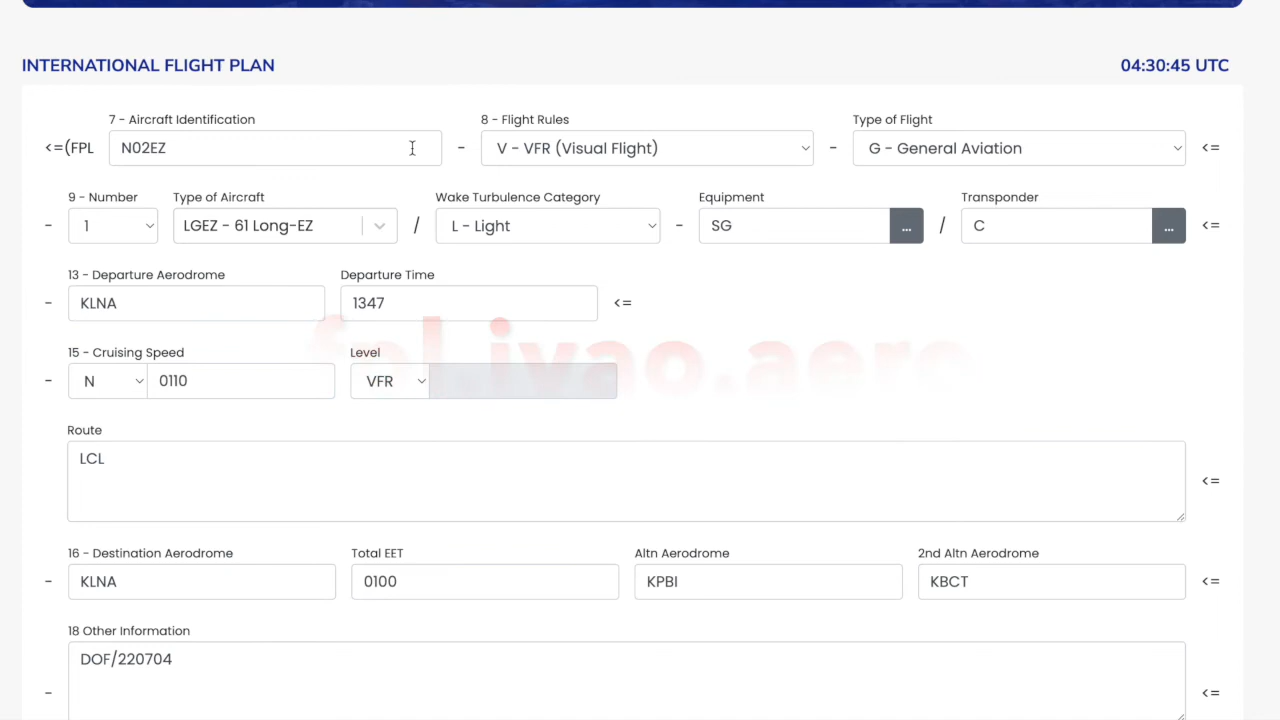 INTERNATIONAL FLIGHT PLAN 04:30:45 UTC
7 - Aircraft Identification 8 - Flight Rules Type of Flight
<=(FPL N02EZ - V - VFR (Visual Flight) - G - General Aviation <=
9 - Number Type of Aircraft Wake Turbulence Category Equipment Transponder
- 1 LGEZ - 61 Long-EZ / L - Light - SG ... / C ... <=
13 - Departure Aerodrome Departure Time
- KLNA 1347 <=
fpl.ivao.aero
15 - Cruising Speed Level
- N 0110 VFR
Route
LCL
<=
16 - Destination Aerodrome Total EET Altn Aerodrome 2nd Altn Aerodrome
- KLNA 0100 KPBI KBCT <=
18 Other Information
DOF/220704
- <=